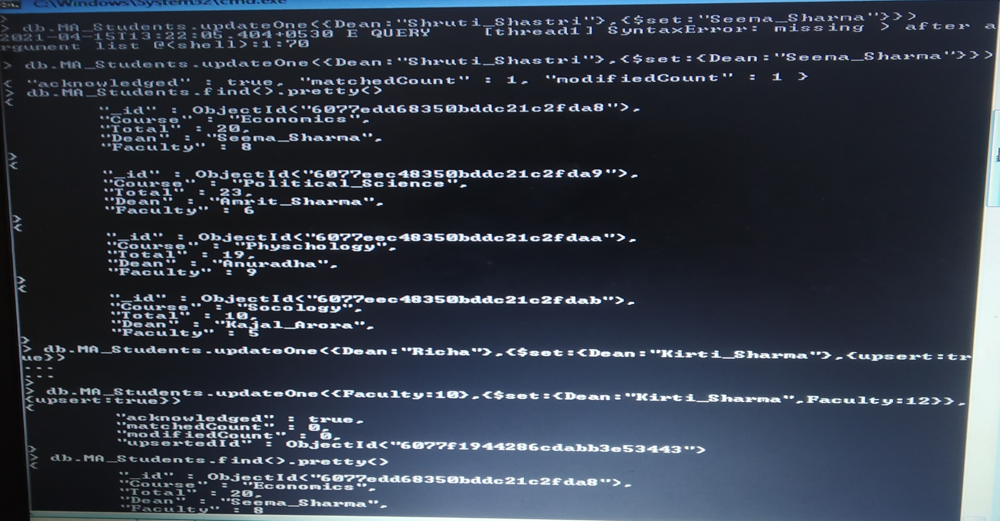 C:\Windows\System32\cmd.exe
>
> db.MA_Students.updateOne({Dean:"Shruti_Shastri"},{$set:"Seema_Sharma"}})
2021-04-15T13:22:05.404+0530 E QUERY    [thread1] SyntaxError: missing ) after a
rgument list @(shell):1:70
> db.MA_Students.updateOne({Dean:"Shruti_Shastri"},{$set:{Dean:"Seema_Sharma"}})
{ "acknowledged" : true, "matchedCount" : 1, "modifiedCount" : 1 }
> db.MA_Students.find().pretty()
{
"_id" : ObjectId("6077edd68350bddc21c2fda8"),
"Course" : "Economics",
"Total" : 20,
"Dean" : "Seema_Sharma",
"Faculty" : 8
}
{
"_id" : ObjectId("6077eec48350bddc21c2fda9"),
"Course" : "Political_Science",
"Total" : 23,
"Dean" : "Amrit_Sharma",
"Faculty" : 6
}
{
"_id" : ObjectId("6077eec48350bddc21c2fdaa"),
"Course" : "Physchology",
"Total" : 19,
"Dean" : "Anuradha",
"Faculty" : 9
}
{
"_id" : ObjectId("6077eec48350bddc21c2fdab"),
"Course" : "Socology",
"Total" : 10,
"Dean" : "Kajal_Arora",
"Faculty" : 5
}
> db.MA_Students.updateOne({Dean:"Richa"},{$set:{Dean:"Kirti_Sharma"},{upsert:tr
ue})
...
...
>
> db.MA_Students.updateOne({Faculty:10},{$set:{Dean:"Kirti_Sharma",Faculty:12}},
{upsert:true})
{
"acknowledged" : true,
"matchedCount" : 0,
"modifiedCount" : 0,
"upsertedId" : ObjectId("6077f1944286cdabb3e53443")
}
> db.MA_Students.find().pretty()
{
"_id" : ObjectId("6077edd68350bddc21c2fda8"),
"Course" : "Economics",
"Total" : 20,
"Dean" : "Seema_Sharma",
"Faculty" : 8